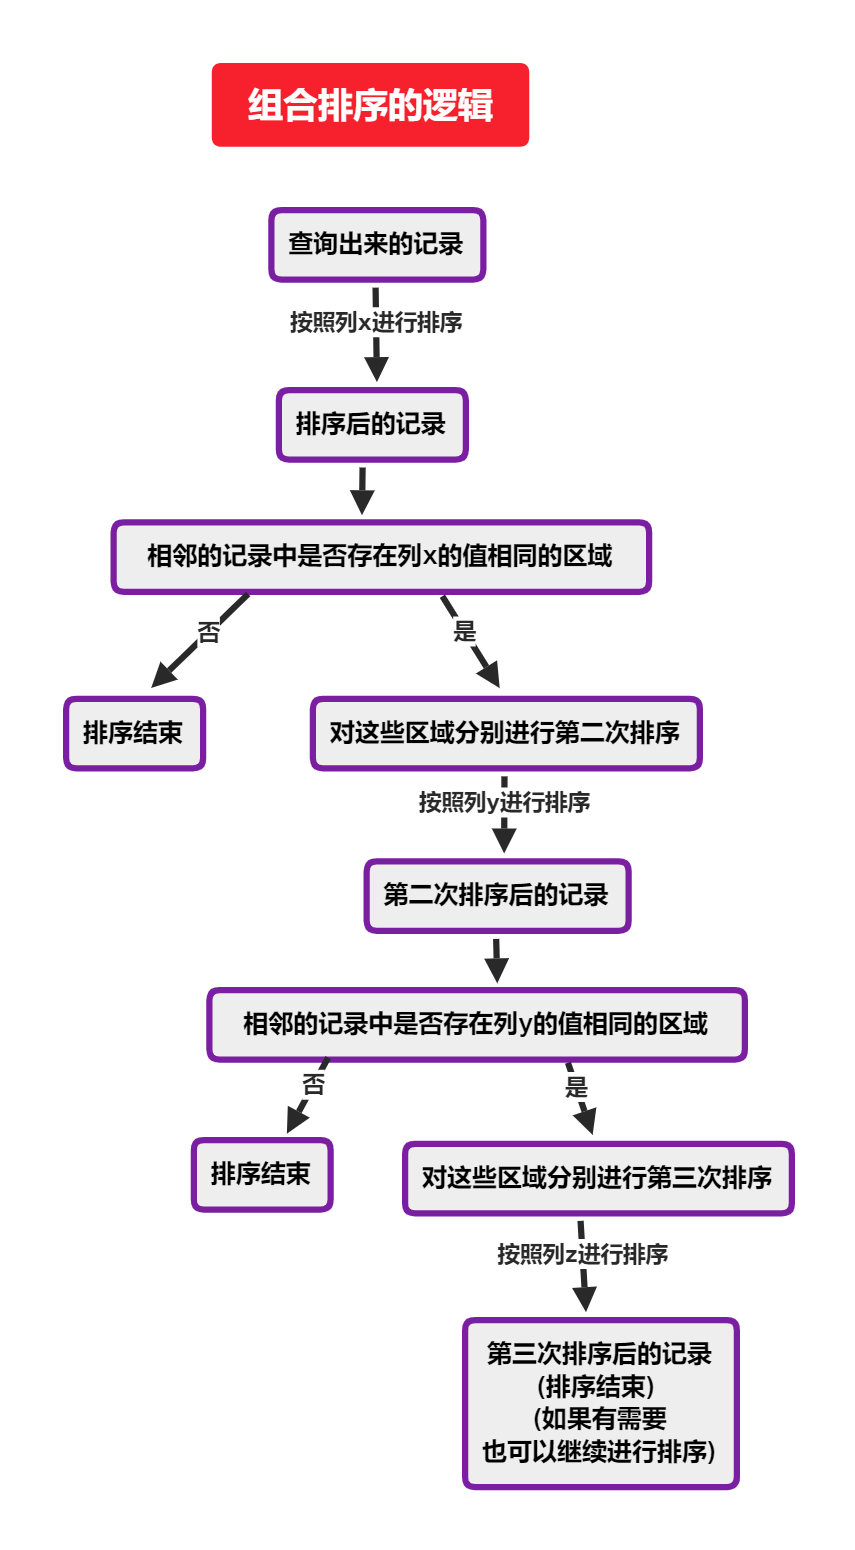 组合排序的逻辑
查询出来的记录
按照列x进行排序
排序后的记录
相邻的记录中是否存在列x的值相同的区域
否
是
排序结束
对这些区域分别进行第二次排序
按照列y进行排序
第二次排序后的记录
相邻的记录中是否存在列y的值相同的区域
否
是
排序结束
对这些区域分别进行第三次排序
按照列z进行排序
第三次排序后的记录
(排序结束)
(如果有需要
也可以继续进行排序)